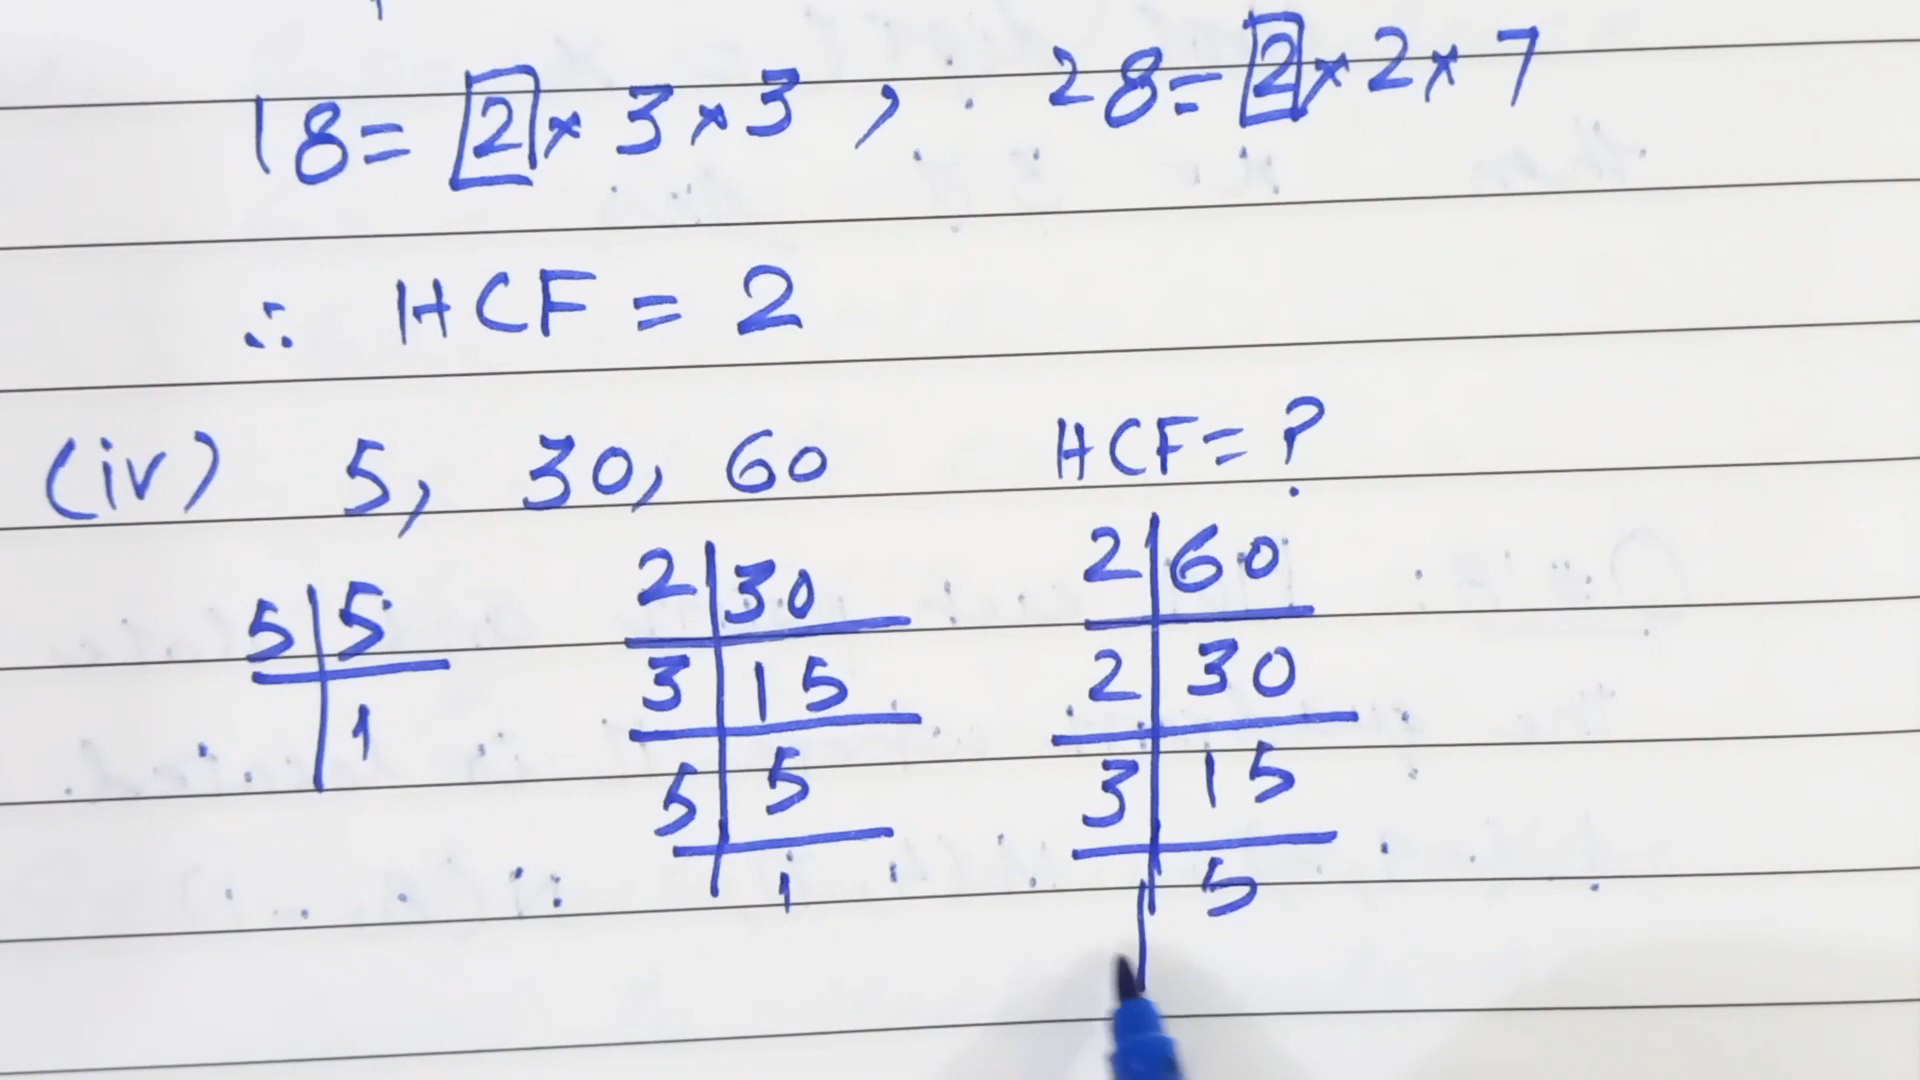 18 = 2 × 3 × 3 , 28 = 2 × 2 × 7
∴ HCF = 2
(iv) 5, 30, 60 HCF = ?
5 | 5 2 | 30 2 | 60
1 3 | 15 2 | 30
5 | 5 3 | 15
1 5